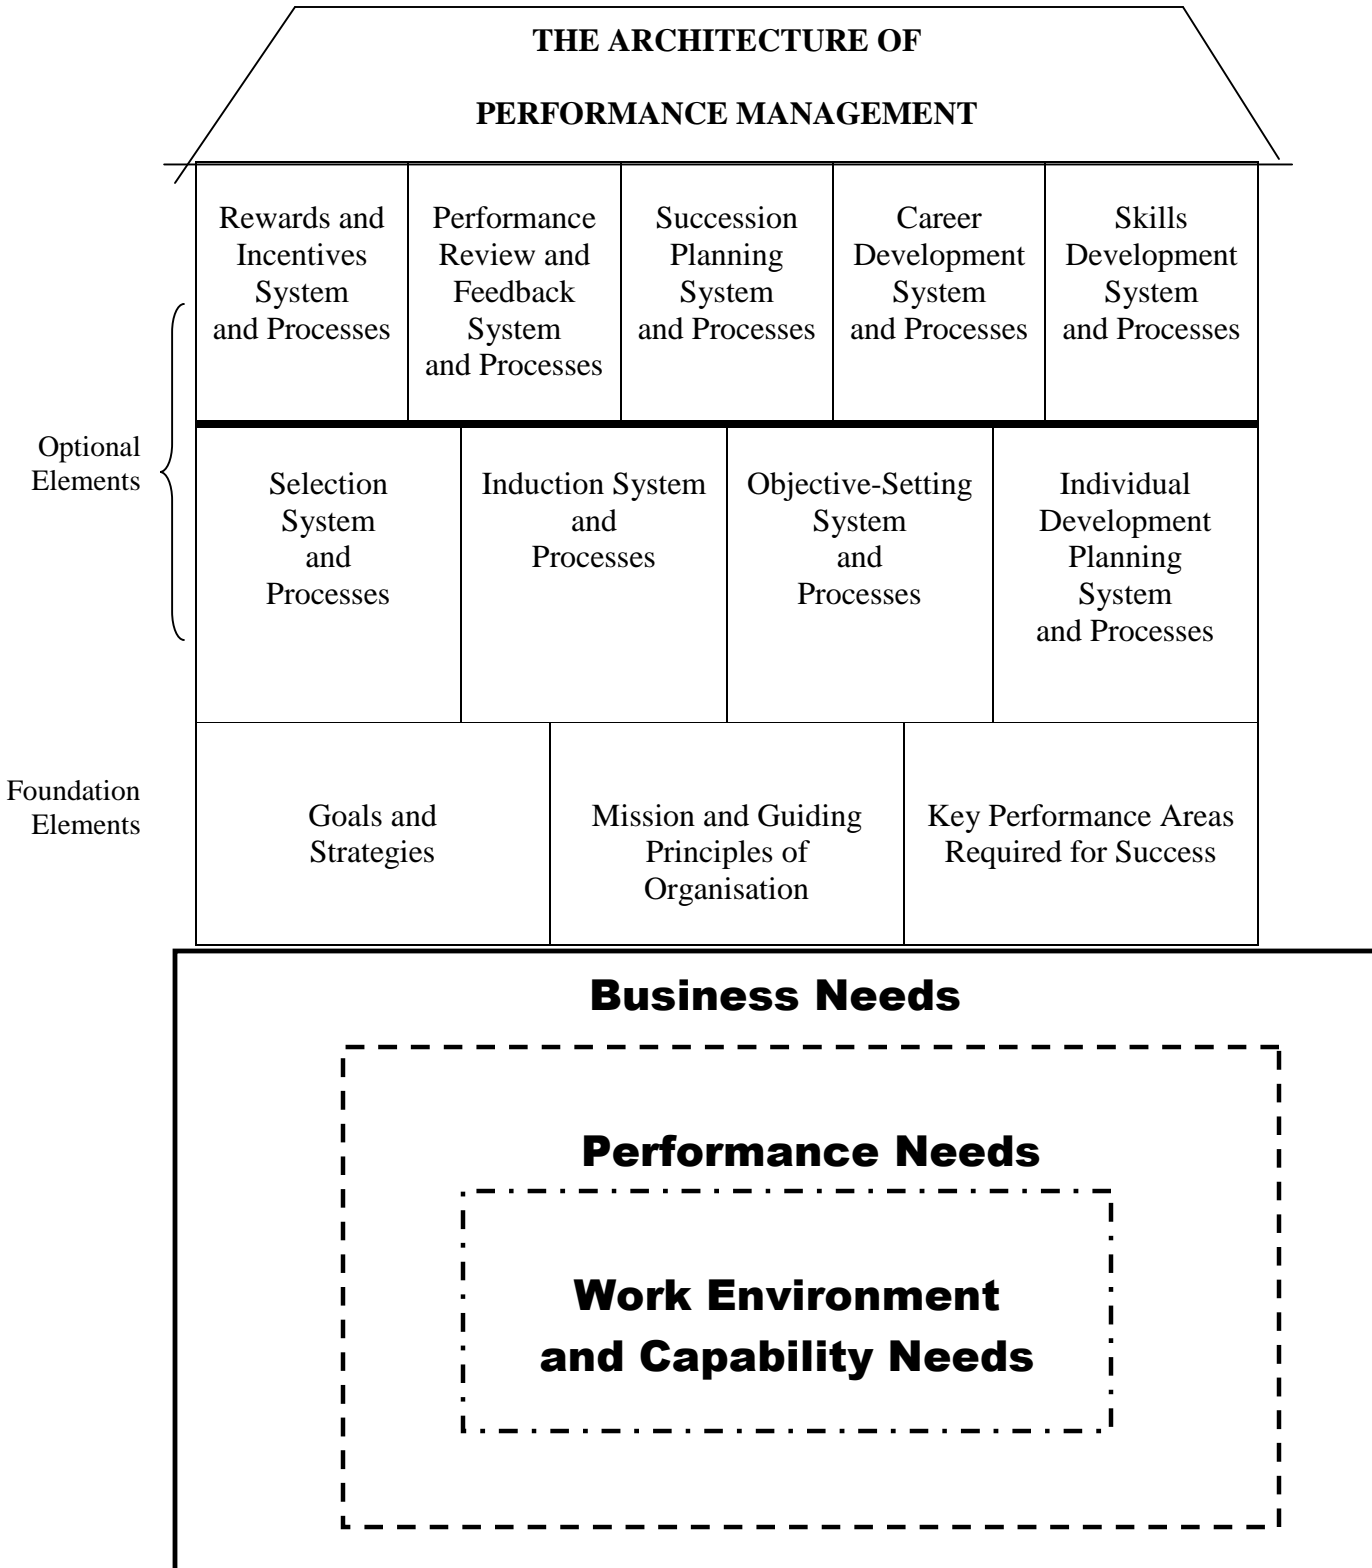 THE ARCHITECTURE OF
PERFORMANCE MANAGEMENT
Rewards and
Incentives
System
and Processes
Performance
Review and
Feedback
System
and Processes
Succession
Planning
System
and Processes
Career
Development
System
and Processes
Skills
Development
System
and Processes
Optional
Elements
Selection
System
and
Processes
Induction System
and
Processes
Objective-Setting
System
and
Processes
Individual
Development
Planning
System
and Processes
Foundation
Elements
Goals and
Strategies
Mission and Guiding
Principles of
Organisation
Key Performance Areas
Required for Success
Business Needs
Performance Needs
Work Environment
and Capability Needs